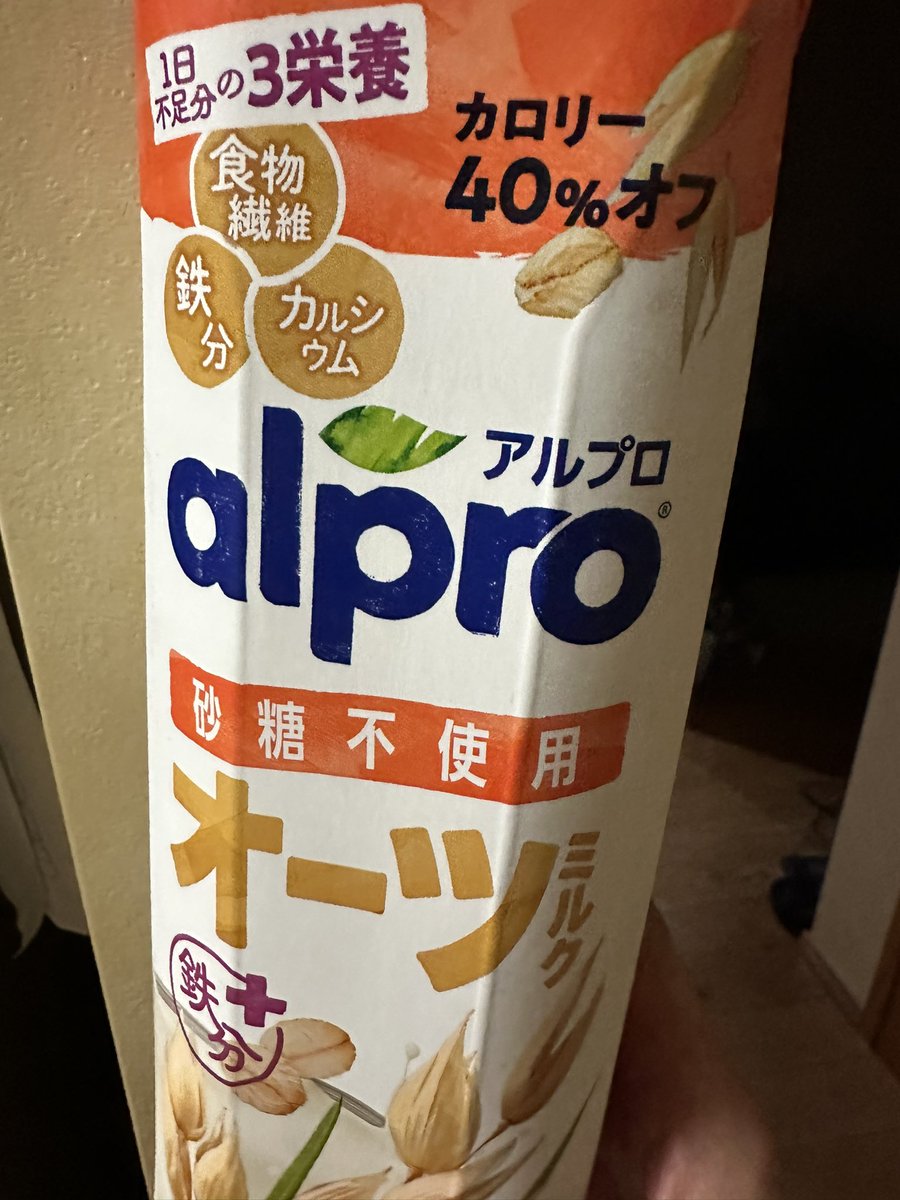 1日
不足分の3栄養
カロリー
40%オフ
食物
繊維
鉄
分
カルシ
ウム
アルプロ
alpro®
砂糖不使用
オーツ
ミルク
鉄+
分